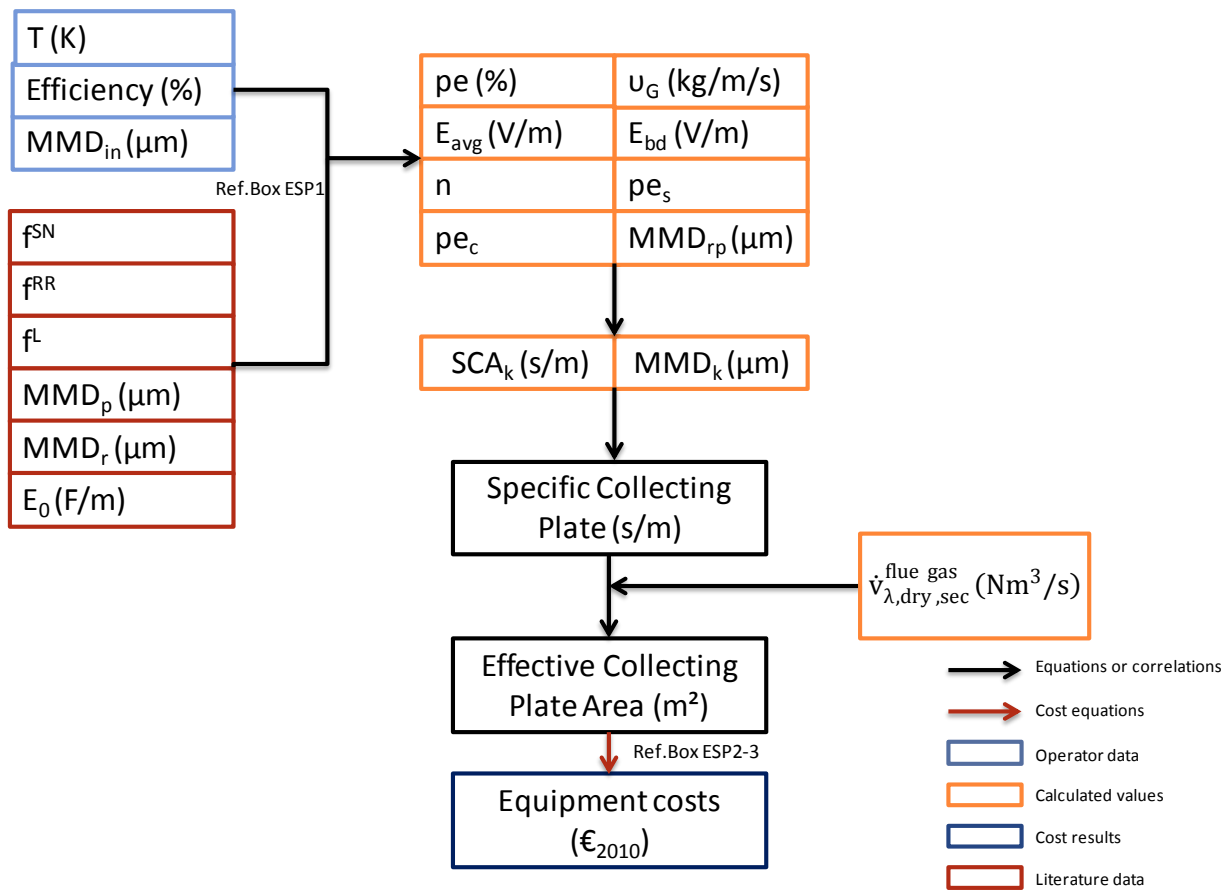 T (K)
Efficiency (%)
MMD_in (µm)
Ref.Box ESP1
f^SN
f^RR
f^L
MMD_p (µm)
MMD_r (µm)
E_0 (F/m)
pe (%)
υ_G (kg/m/s)
E_avg (V/m)
E_bd (V/m)
n
pe_s
pe_c
MMD_rp (µm)
SCA_k (s/m)
MMD_k (µm)
Specific Collecting
Plate (s/m)
v̇_λ,dry,sec^flue gas (Nm³/s)
Effective Collecting
Plate Area (m²)
Ref.Box ESP2-3
Equipment costs
(€_2010)
Equations or correlations
Cost equations
Operator data
Calculated values
Cost results
Literature data